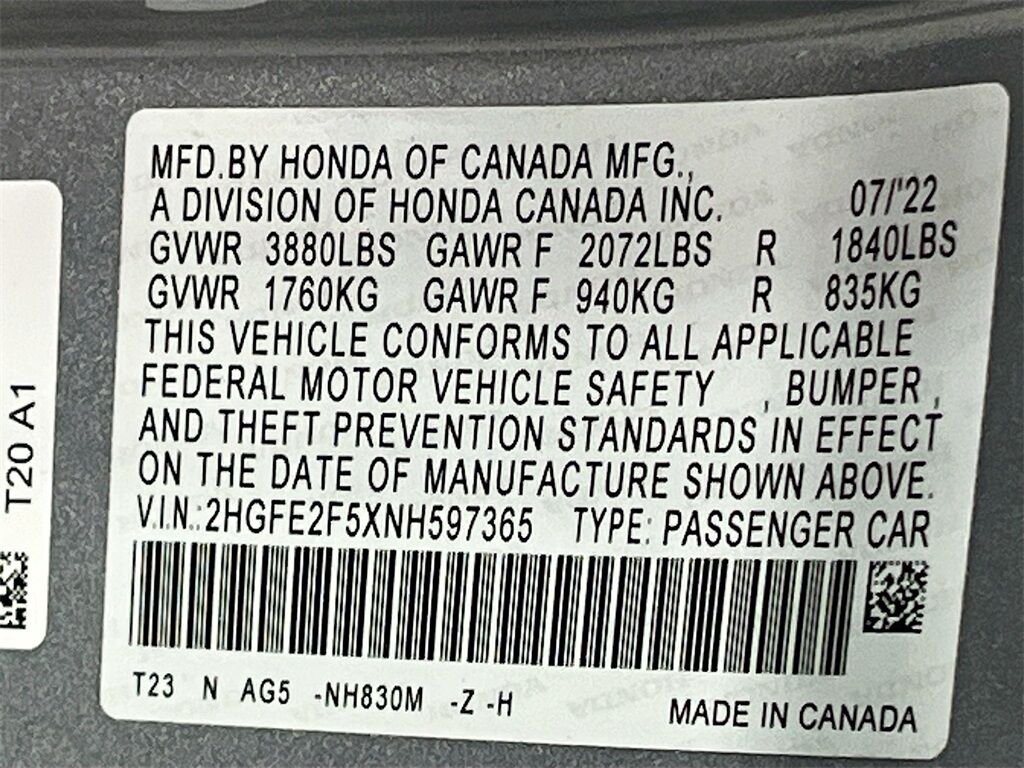 MFD.BY HONDA OF CANADA MFG.,
A DIVISION OF HONDA CANADA INC. 07/'22
GVWR 3880LBS GAWR F 2072LBS R 1840LBS
GVWR 1760KG GAWR F 940KG R 835KG
THIS VEHICLE CONFORMS TO ALL APPLICABLE
FEDERAL MOTOR VEHICLE SAFETY , BUMPER ,
AND THEFT PREVENTION STANDARDS IN EFFECT
ON THE DATE OF MANUFACTURE SHOWN ABOVE.
V.I.N.:2HGFE2F5XNH597365 TYPE: PASSENGER CAR
T23 N AG5 -NH830M -Z -H
MADE IN CANADA
T20 A1